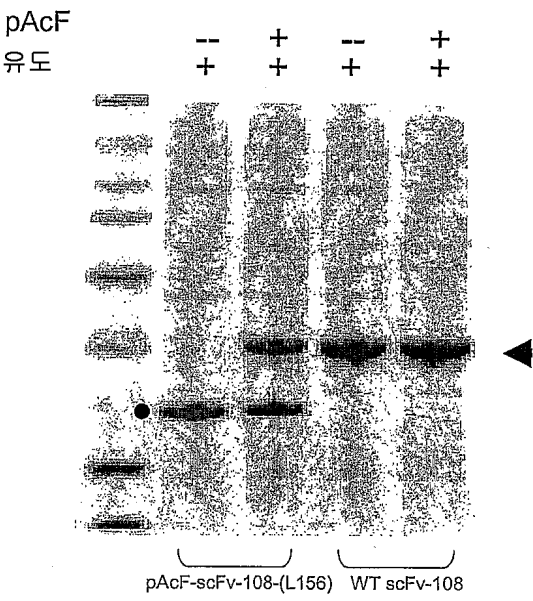 pAcF -- + -- +
유도 + + + +
pAcF-scFv-108-(L156) WT scFv-108